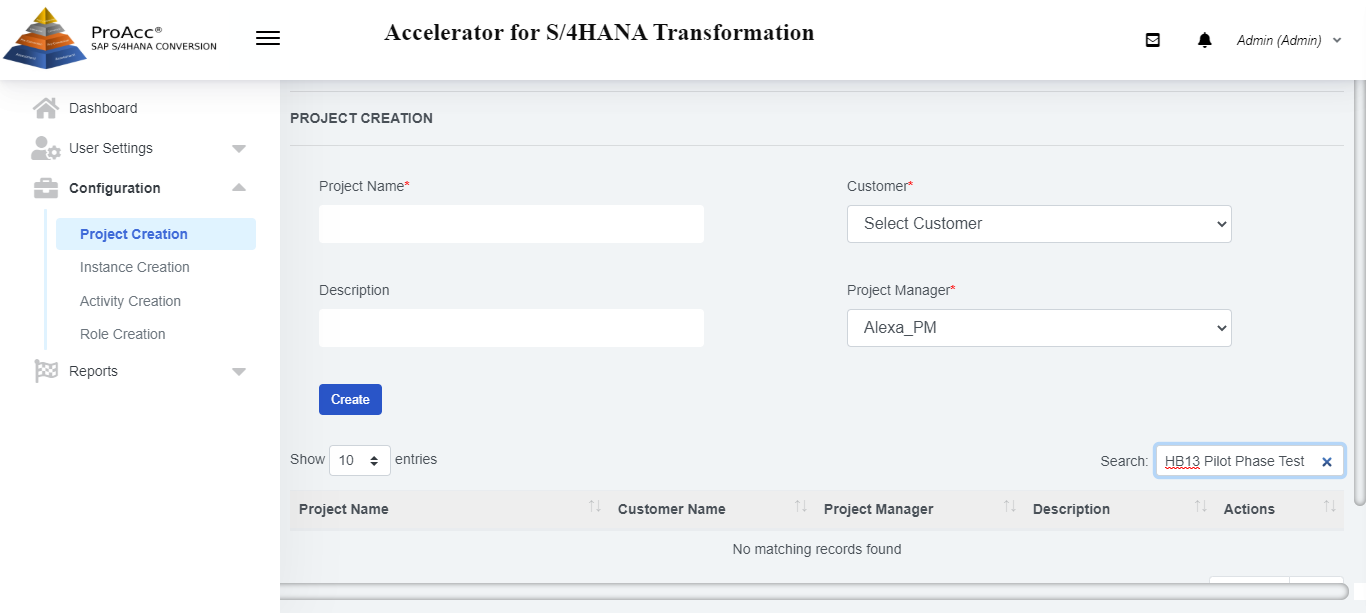 ProAcc®
SAP S/4HANA CONVERSION
Accelerator for S/4HANA Transformation
Admin (Admin)
Dashboard
User Settings
Configuration
Project Creation
Instance Creation
Activity Creation
Role Creation
Reports
PROJECT CREATION
Project Name*
Customer*
Select Customer
Description
Project Manager*
Alexa_PM
Create
Show 10 entries
Search: HB13 Pilot Phase Test
Project Name Customer Name Project Manager Description Actions
No matching records found